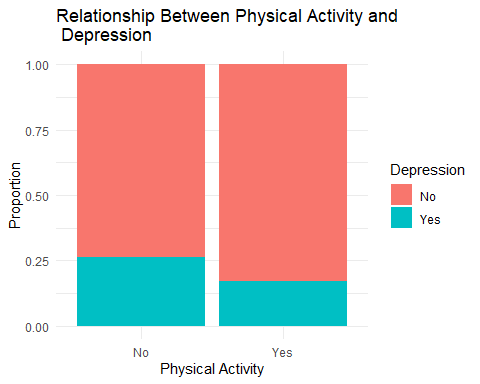 Relationship Between Physical Activity and
Depression
1.00
0.75
0.50
0.25
0.00
Proportion
No
Yes
Physical Activity
Depression
No
Yes